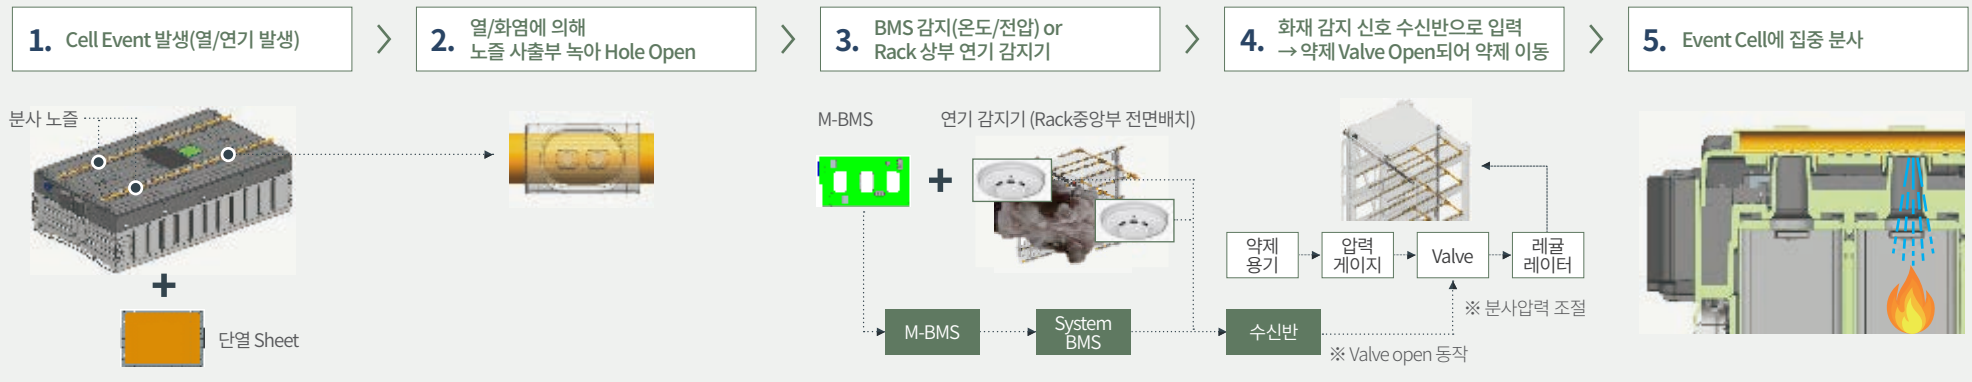 1. Cell Event 발생(열/연기 발생)
2. 열/화염에 의해
노즐 사출부 녹아 Hole Open
3. BMS 감지(온도/전압) or
Rack 상부 연기 감지기
4. 화재 감지 신호 수신반으로 입력
→ 약제 Valve Open되어 약제 이동
5. Event Cell에 집중 분사
분사 노즐
+
단열 Sheet
M-BMS
+
연기 감지기 (Rack중앙부 전면배치)
M-BMS
System
BMS
수신반
약제
용기
압력
게이지
Valve
레귤
레이터
※ 분사압력 조절
※ Valve open 동작